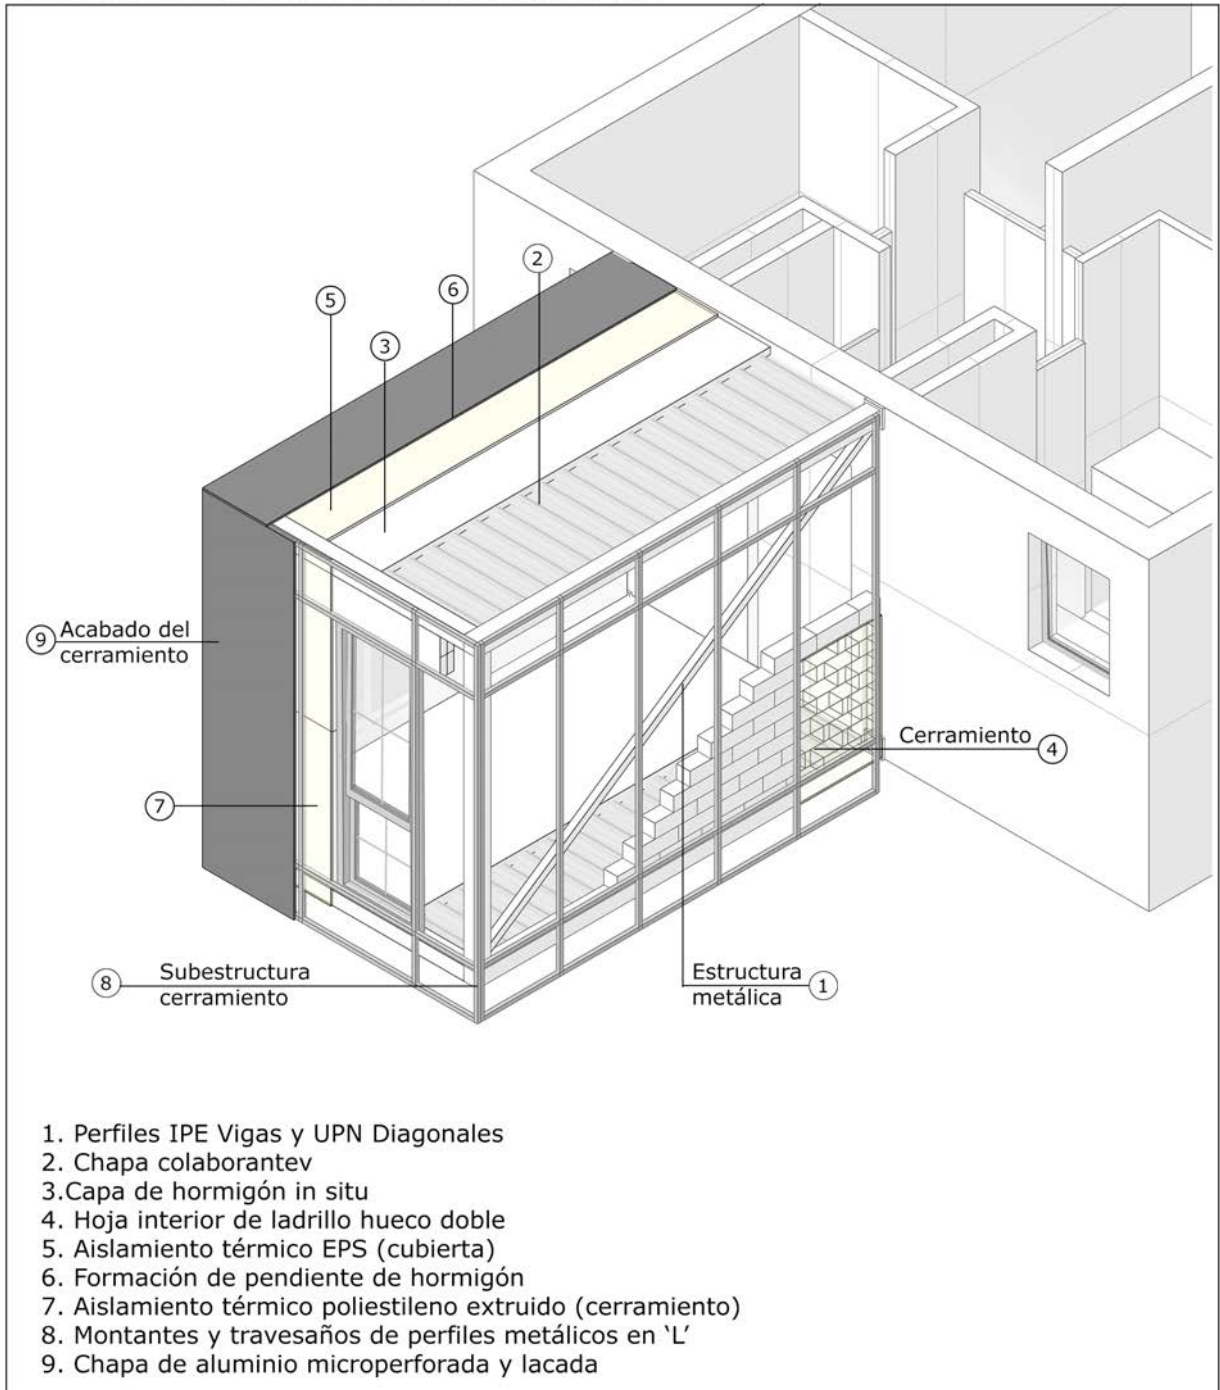 2
5
6
3
9 Acabado del
cerramiento
Cerramiento 4
7
8 Subestructura
cerramiento
Estructura
metálica 1
1. Perfiles IPE Vigas y UPN Diagonales
2. Chapa colaborantev
3.Capa de hormigón in situ
4. Hoja interior de ladrillo hueco doble
5. Aislamiento térmico EPS (cubierta)
6. Formación de pendiente de hormigón
7. Aislamiento térmico poliestileno extruido (cerramiento)
8. Montantes y travesaños de perfiles metálicos en ‘L’
9. Chapa de aluminio microperforada y lacada